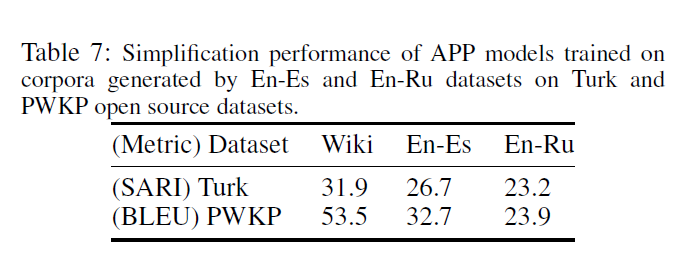 Table 7: Simplification performance of APP models trained on
corpora generated by En-Es and En-Ru datasets on Turk and
PWKP open source datasets.
(Metric) Dataset Wiki En-Es En-Ru
(SARI) Turk 31.9 26.7 23.2
(BLEU) PWKP 53.5 32.7 23.9